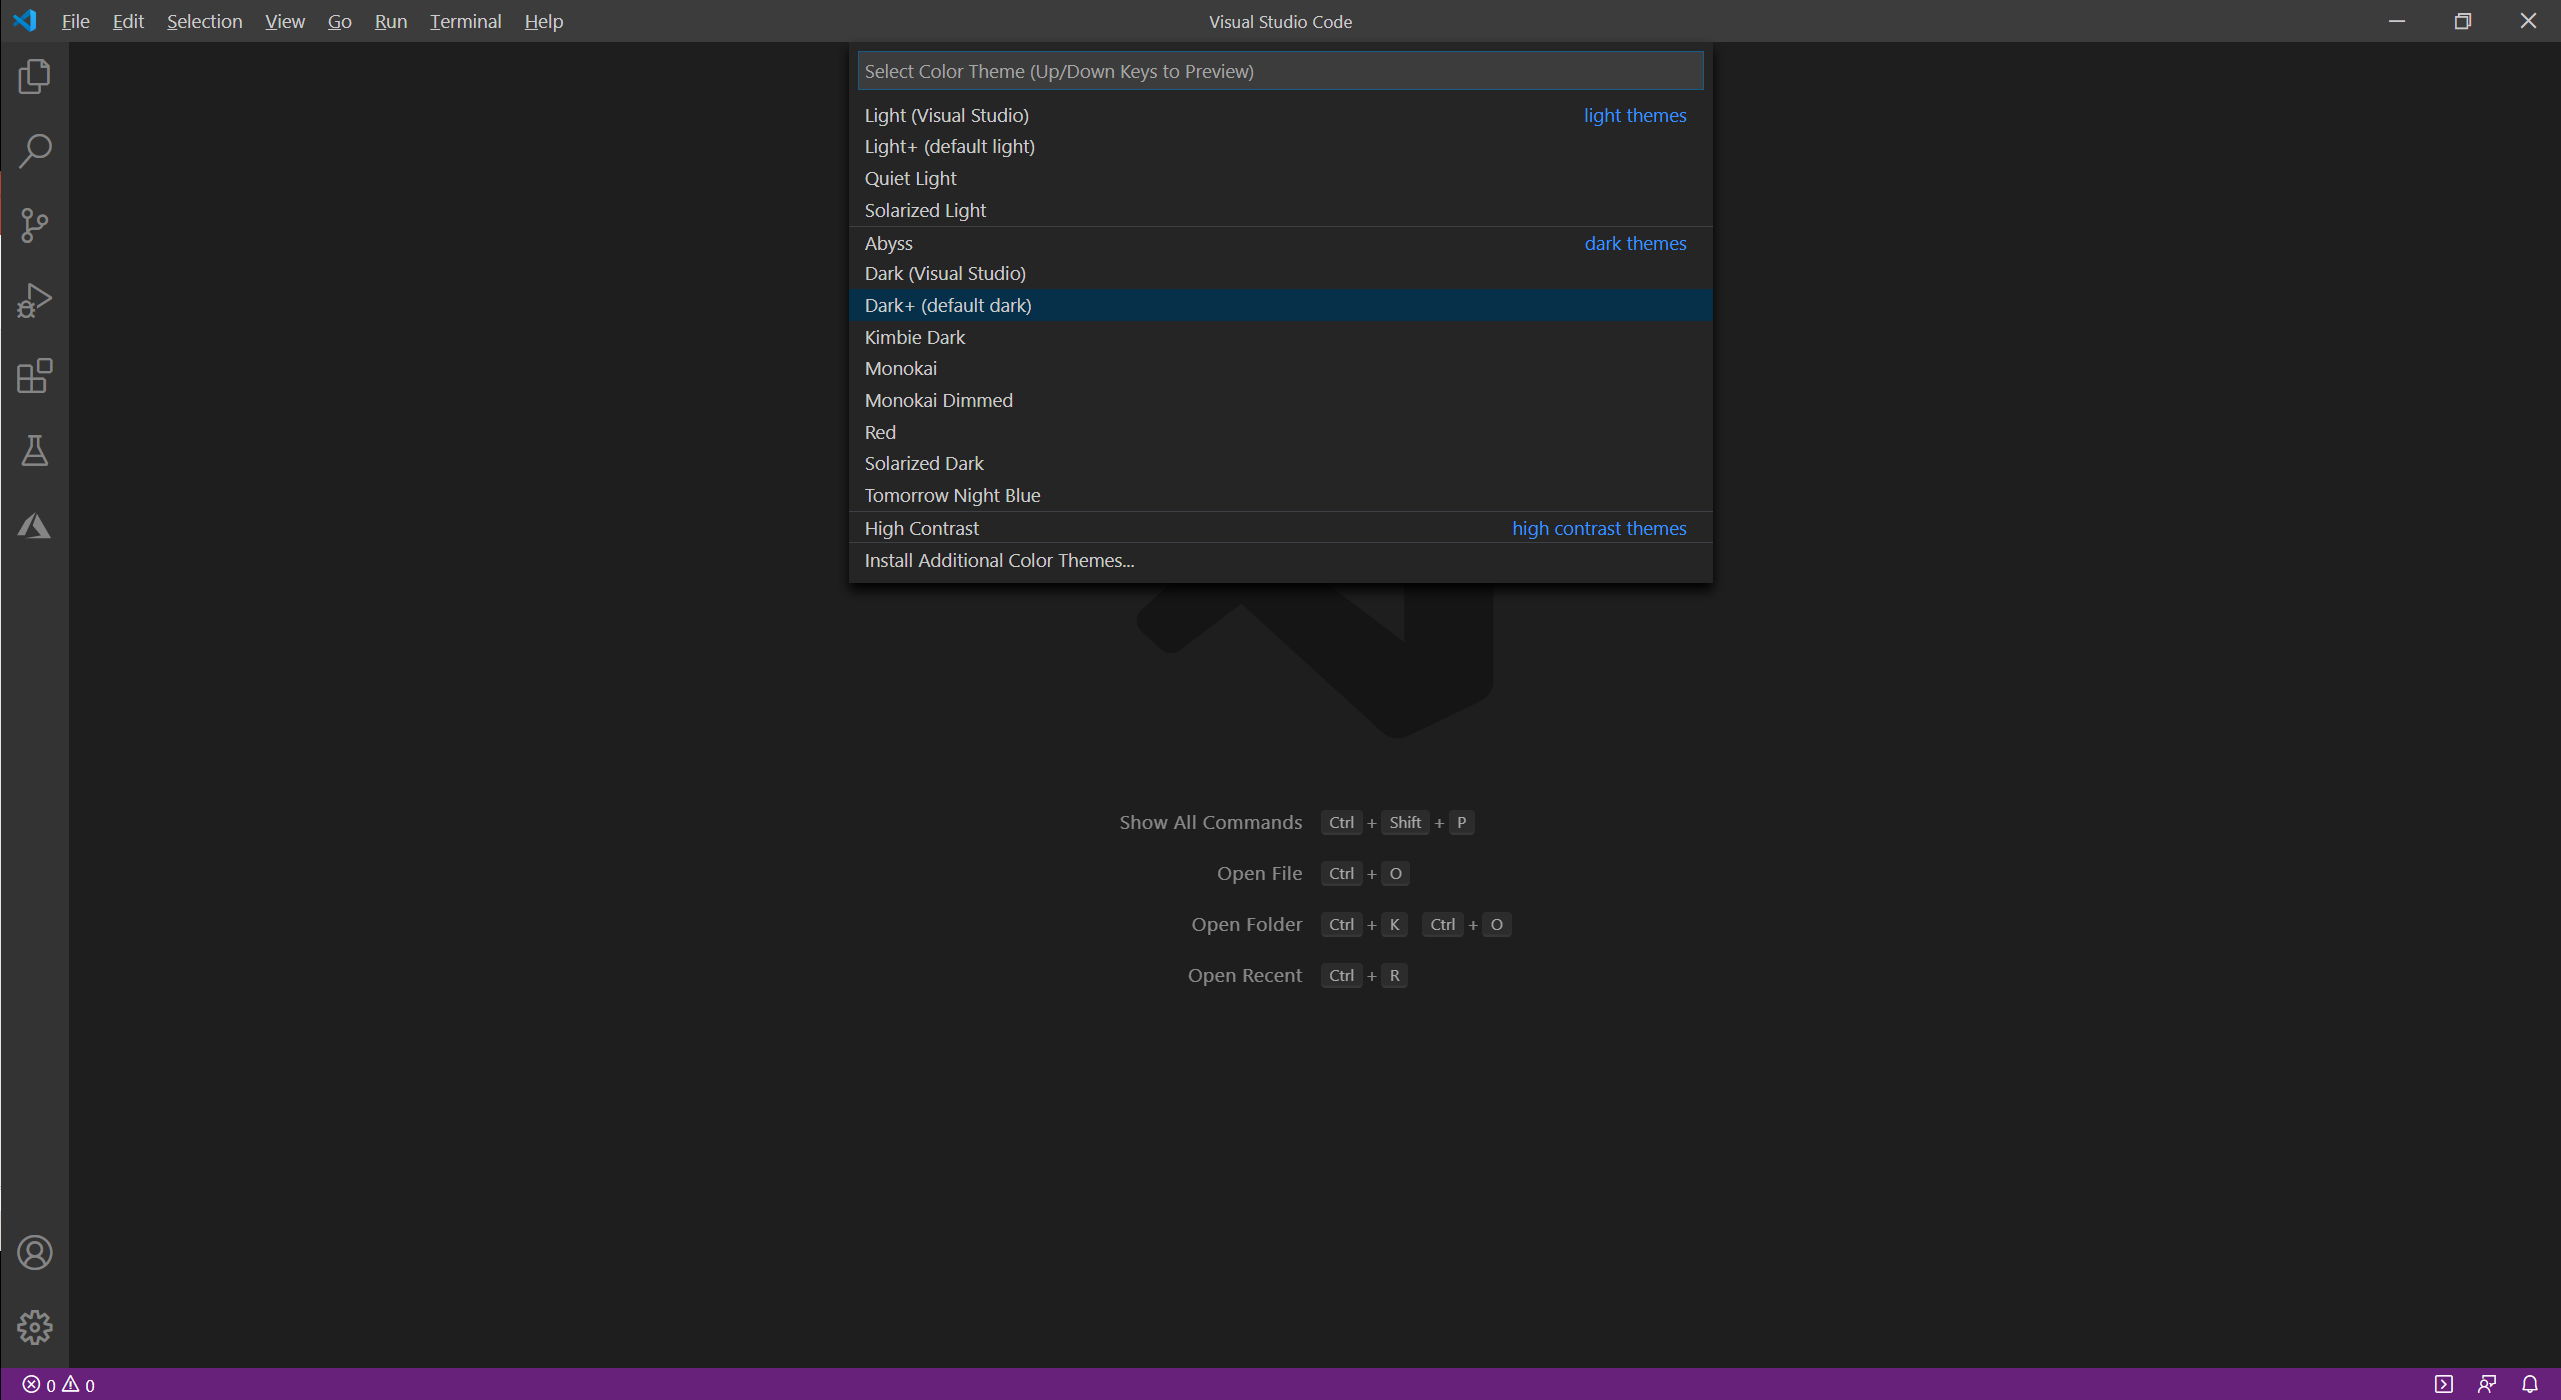 File Edit Selection View Go Run Terminal Help Visual Studio Code
Select Color Theme (Up/Down Keys to Preview)
Light (Visual Studio) light themes
Light+ (default light)
Quiet Light
Solarized Light
Abyss dark themes
Dark (Visual Studio)
Dark+ (default dark)
Kimbie Dark
Monokai
Monokai Dimmed
Red
Solarized Dark
Tomorrow Night Blue
High Contrast high contrast themes
Install Additional Color Themes...
Show All Commands Ctrl + Shift + P
Open File Ctrl + O
Open Folder Ctrl + K Ctrl + O
Open Recent Ctrl + R
0 0